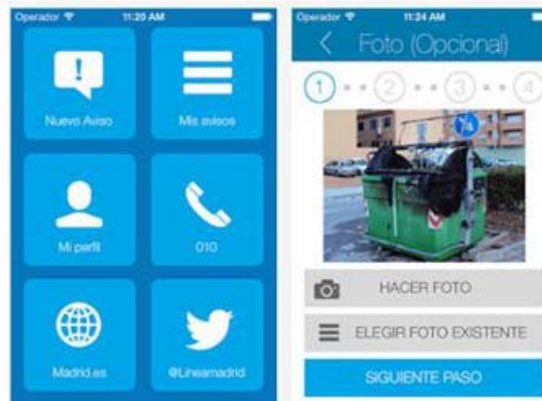 Operador 11:20 AM
Nuevo Aviso
Mis avisos
Mi perfil
010
Madrid.es
@Lineamadrid
Operador 11:24 AM
Foto (Opcional)
1 2 3 4
HACER FOTO
ELEGIR FOTO EXISTENTE
SIGUIENTE PASO